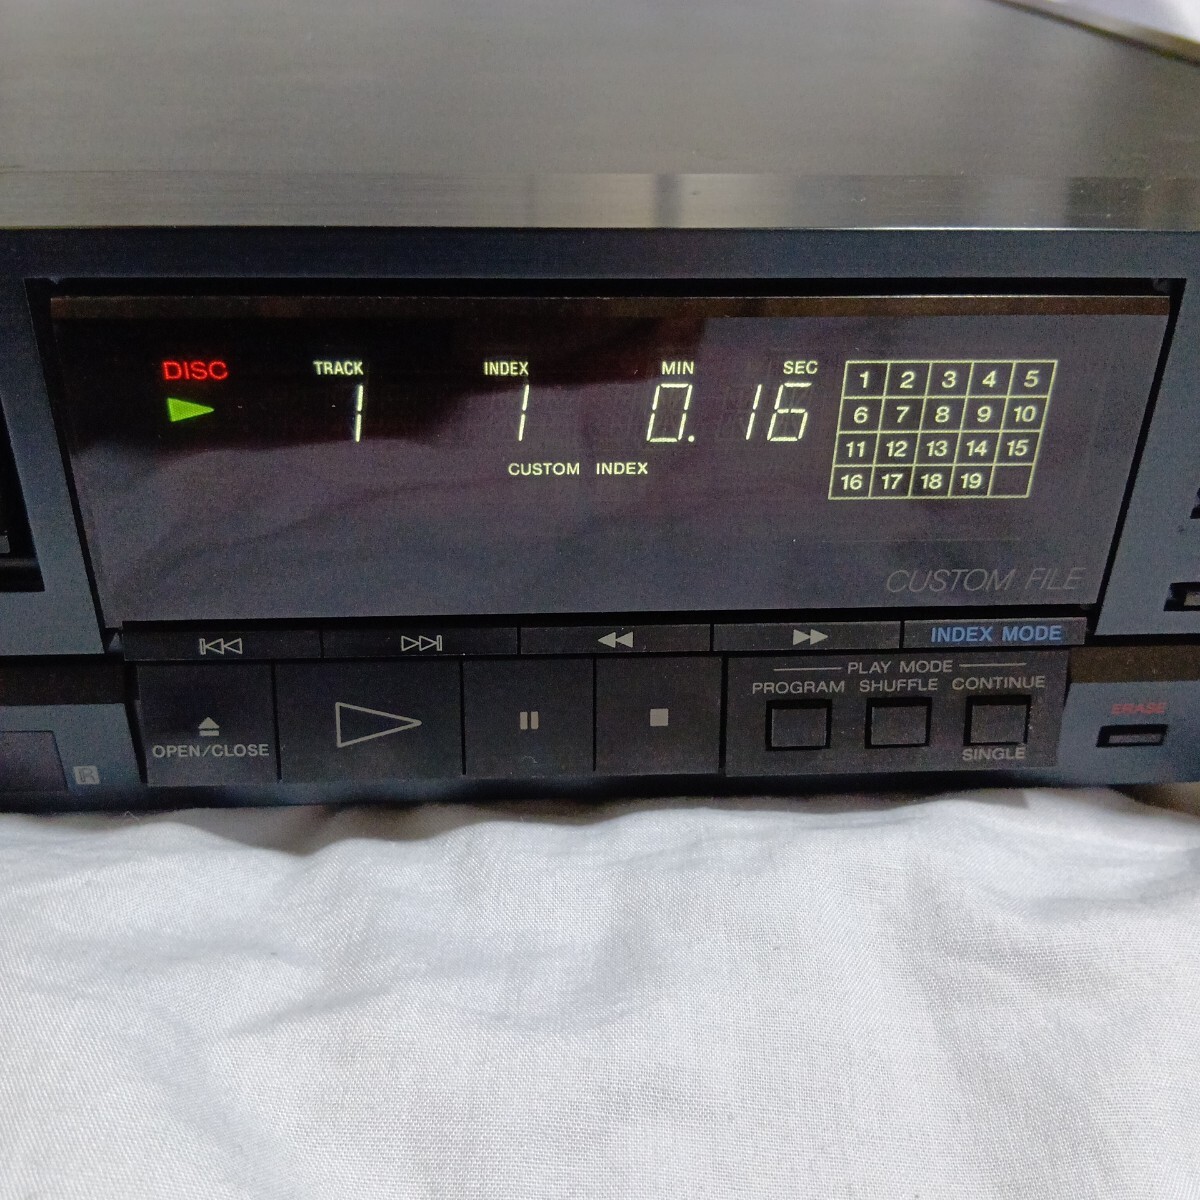 DISC TRACK INDEX MIN SEC
1 1 0. 16
CUSTOM INDEX
1 2 3 4 5
6 7 8 9 10
11 12 13 14 15
16 17 18 19
CUSTOM FILE
INDEX MODE
PLAY MODE
PROGRAM SHUFFLE CONTINUE
SINGLE
OPEN/CLOSE
R
ERASE